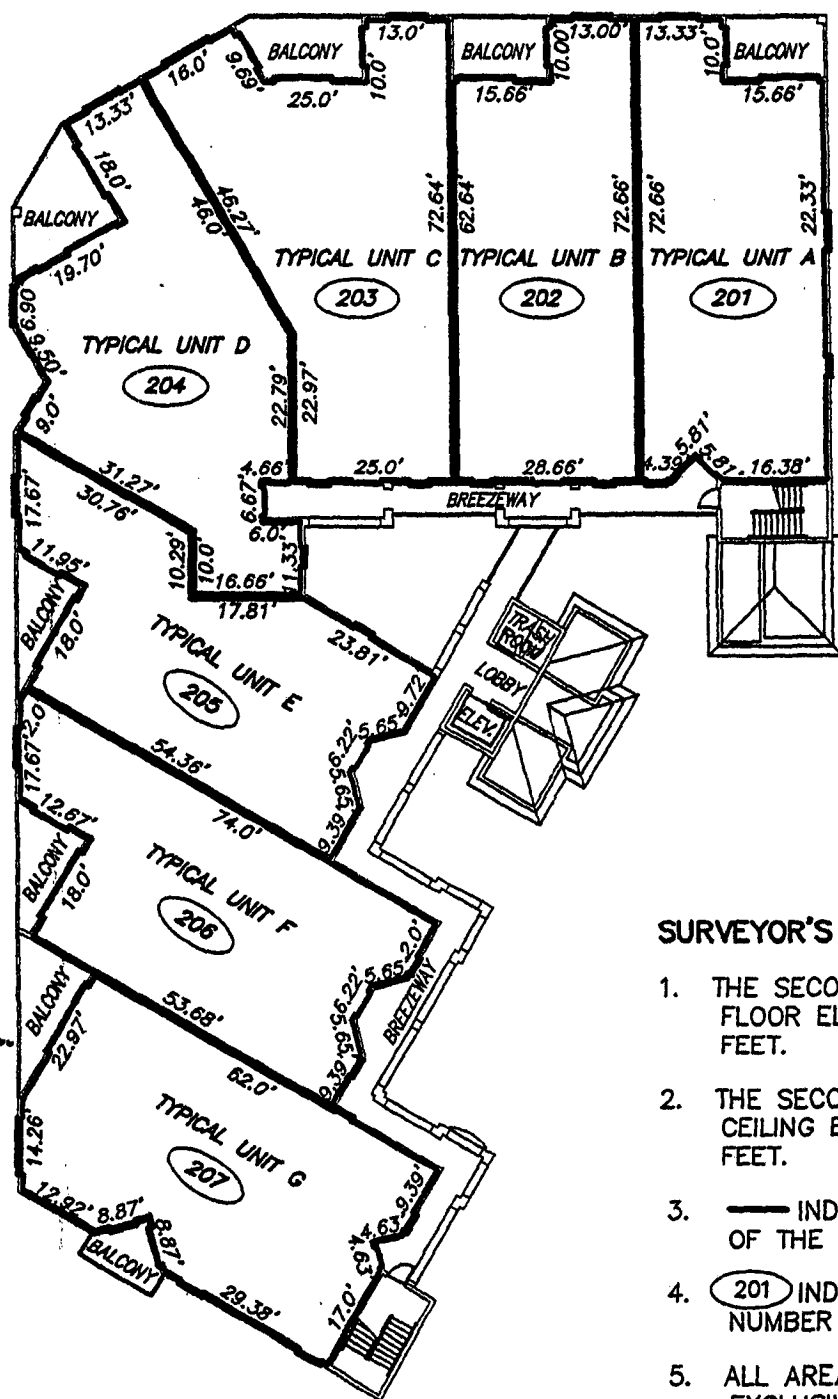 13.0'
13.00'
13.33'
16.0'
9.69'
BALCONY
10.0'
BALCONY
10.00'
10.0'
BALCONY
25.0'
15.66'
15.66'
13.33'
18.0'
BALCONY
19.70'
46.27'
46.0'
72.64'
62.64'
72.66'
72.66'
22.33'
TYPICAL UNIT C
TYPICAL UNIT B
TYPICAL UNIT A
203
202
201
6.90'
6.50'
9.0'
TYPICAL UNIT D
204
22.79'
22.97'
4.66'
25.0'
28.66'
4.39'
5.81'
5.81'
16.38'
BREEZEWAY
6.67'
6.0'
31.27'
30.76'
17.67'
10.29'
10.0'
11.33'
16.66'
17.81'
11.95'
BALCONY
18.0'
TYPICAL UNIT E
205
23.81'
TRASH
ROOM
LOBBY
ELEV.
9.72'
5.65'
6.22'
5.65'
9.39'
2.0'
54.36'
74.0'
17.67'
12.67'
BALCONY
18.0'
TYPICAL UNIT F
206
2.0'
5.65'
6.22'
5.65'
9.39'
BREEZEWAY
53.68'
62.0'
BALCONY
22.97'
14.26'
TYPICAL UNIT G
207
9.39'
4.63'
4.63'
17.0'
12.92'
8.87'
8.87'
BALCONY
29.38'
SURVEYOR'S
1. THE SECO
FLOOR EL
FEET.
2. THE SECO
CEILING E
FEET.
3. IND
OF THE
4. 201 IND
NUMBER
5. ALL AREA